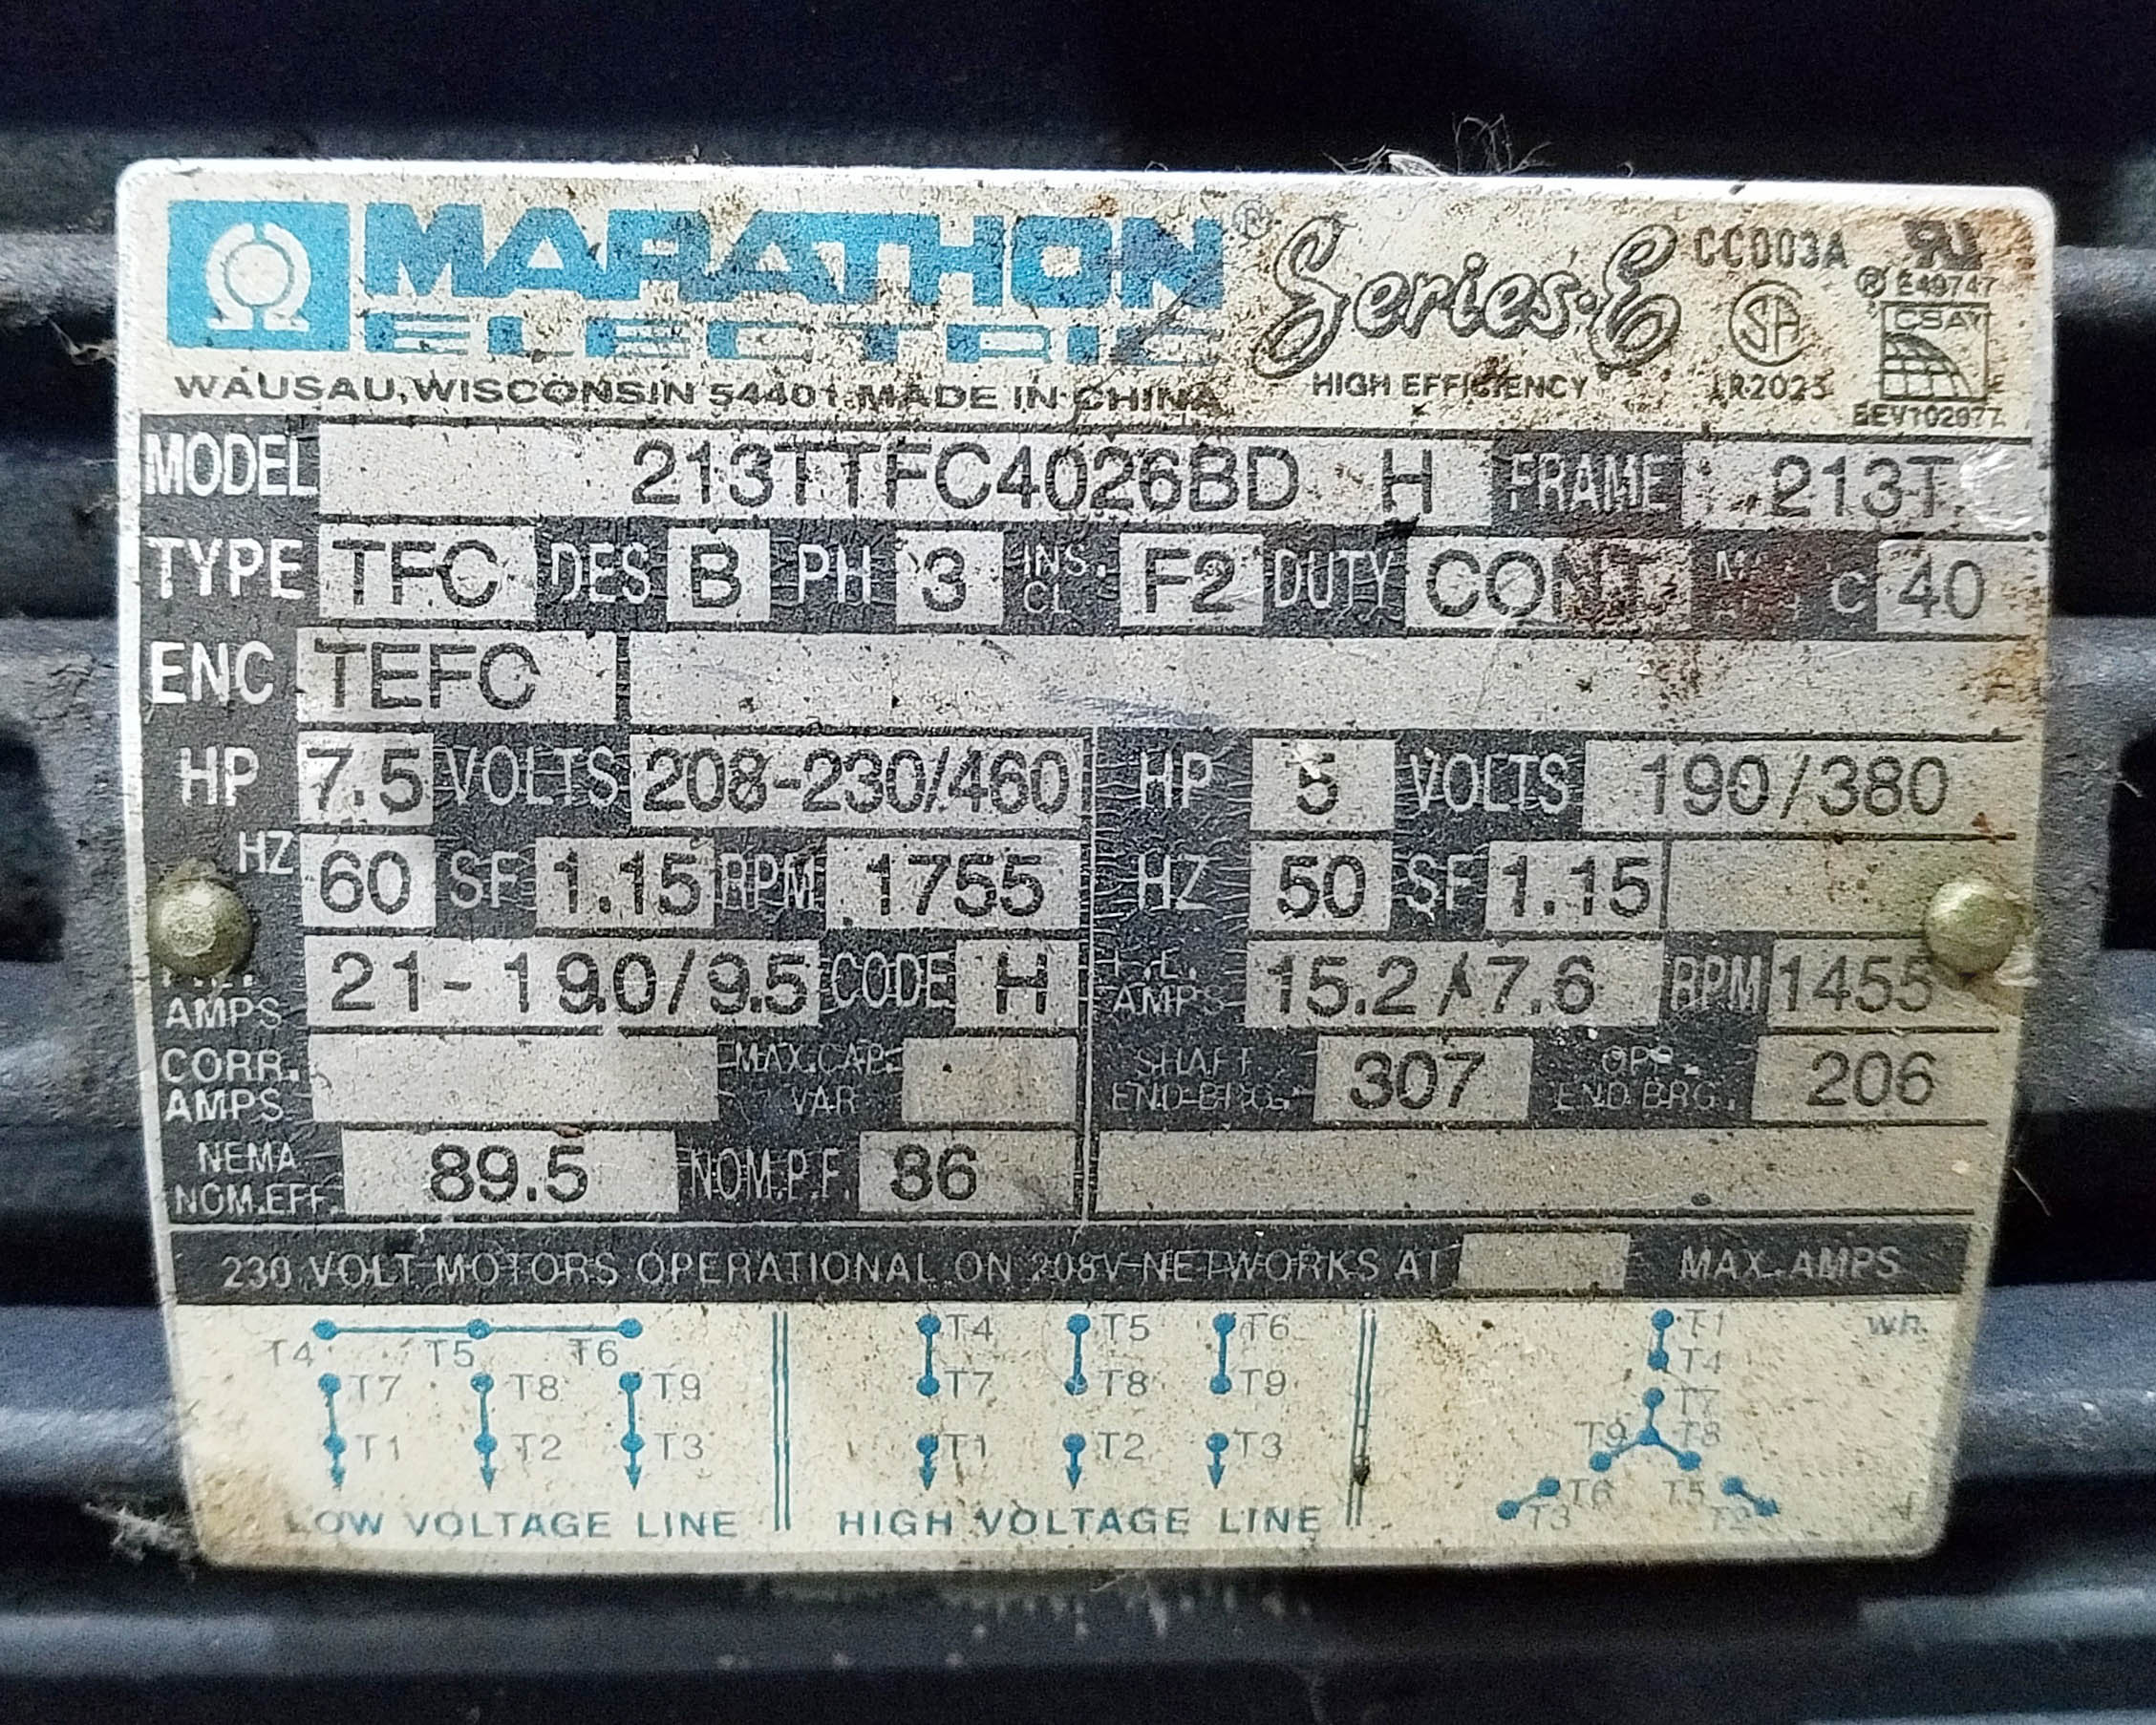 MARATHON ®
ELECTRIC
WAUSAU, WISCONSIN 54401 MADE IN CHINA
Series·E
HIGH EFFICIENCY
CC003A
® E49747
CSA
MODEL 213TTFC4026BD H FRAME 213T
TYPE TFC DES B PH 3 INS. CL F2 DUTY CONT C 40
ENC TEFC
HP 7.5 VOLTS 208-230/460 HP 5 VOLTS 190/380
HZ 60 SF 1.15 RPM 1755 HZ 50 SF 1.15
AMPS 21-19.0/9.5 CODE H F.L. AMPS 15.2/7.6 RPM 1455
CORR. AMPS MAX.CAP. VAR SHAFT END BRG. 307 OPP. END BRG. 206
NEMA NOM.EFF. 89.5 NOM.P.F. 86
230 VOLT MOTORS OPERATIONAL ON 208V NETWORKS AT MAX. AMPS
T4 T5 T6
T7 T8 T9
T1 T2 T3
LOW VOLTAGE LINE
T4 T5 T6
T7 T8 T9
T1 T2 T3
HIGH VOLTAGE LINE
T1
T4
T7
T9 T8
T6 T5
T3 T2